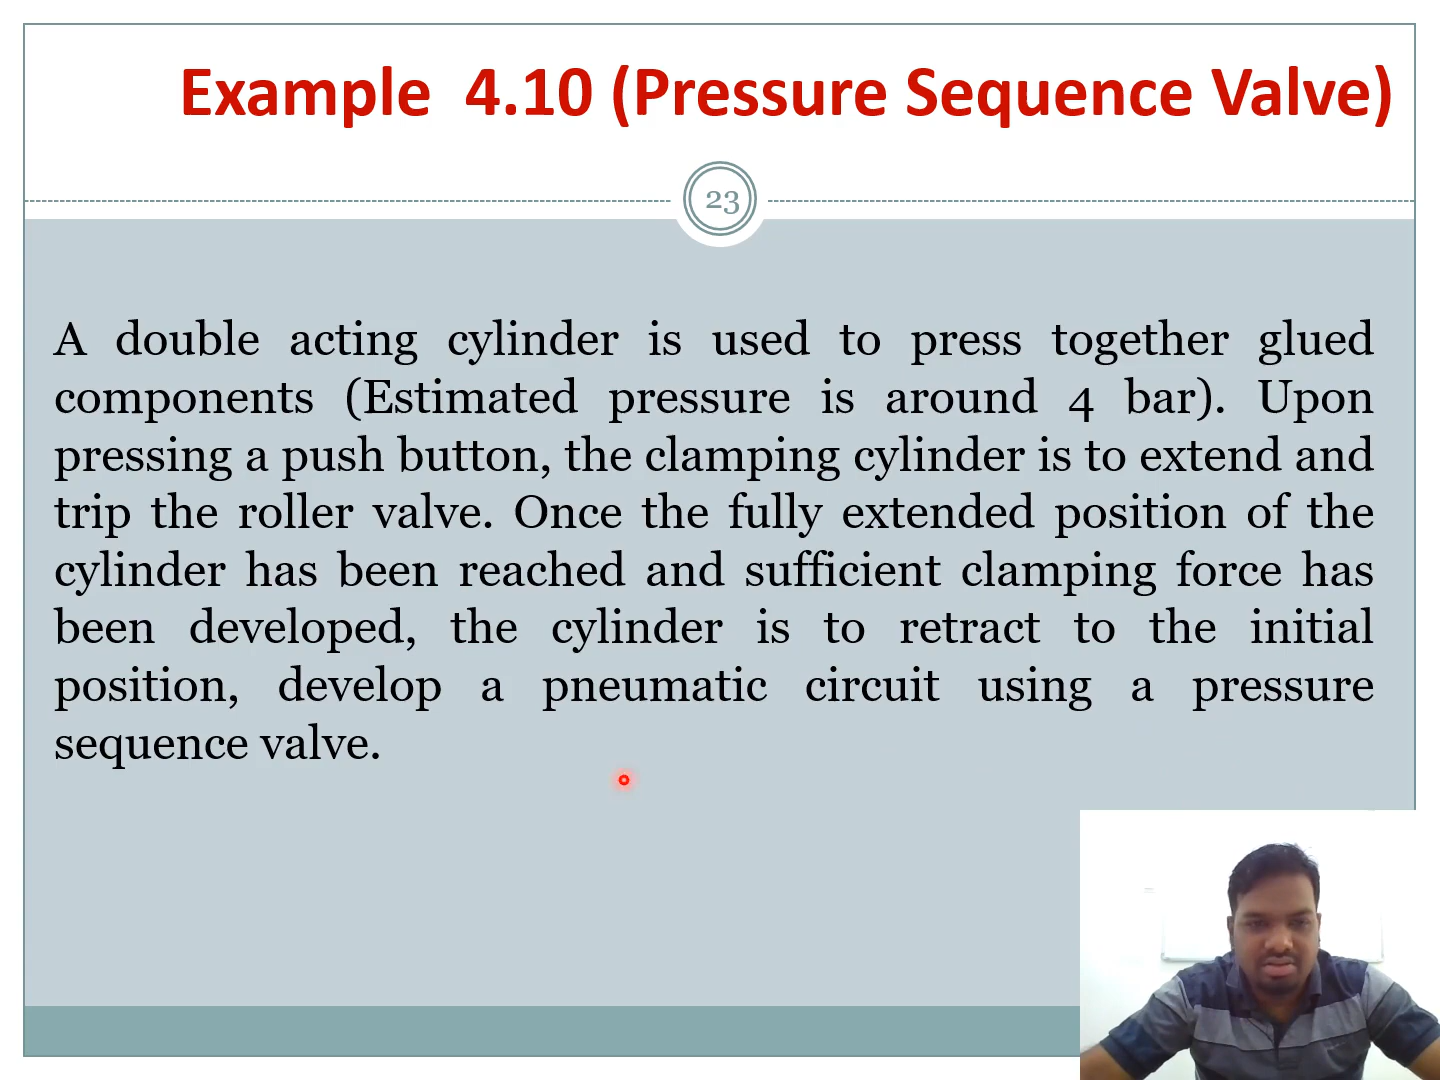 Example 4.10 (Pressure Sequence Valve)
23
A double acting cylinder is used to press together glued
components (Estimated pressure is around 4 bar). Upon
pressing a push button, the clamping cylinder is to extend and
trip the roller valve. Once the fully extended position of the
cylinder has been reached and sufficient clamping force has
been developed, the cylinder is to retract to the initial
position, develop a pneumatic circuit using a pressure
sequence valve.